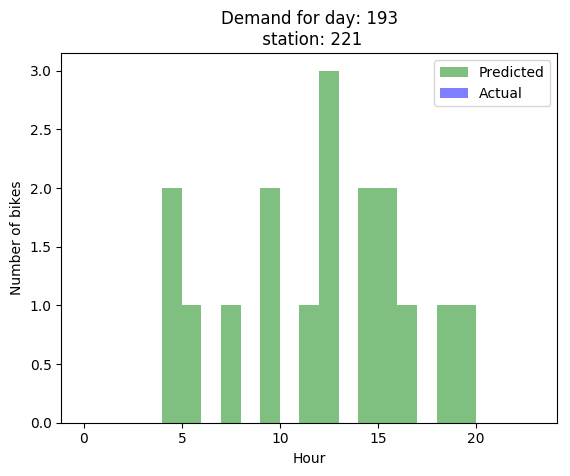 Demand for day: 193
station: 221
Predicted
Actual
3.0
2.5
2.0
1.5
1.0
0.5
0.0
Number of bikes
0 5 10 15 20
Hour